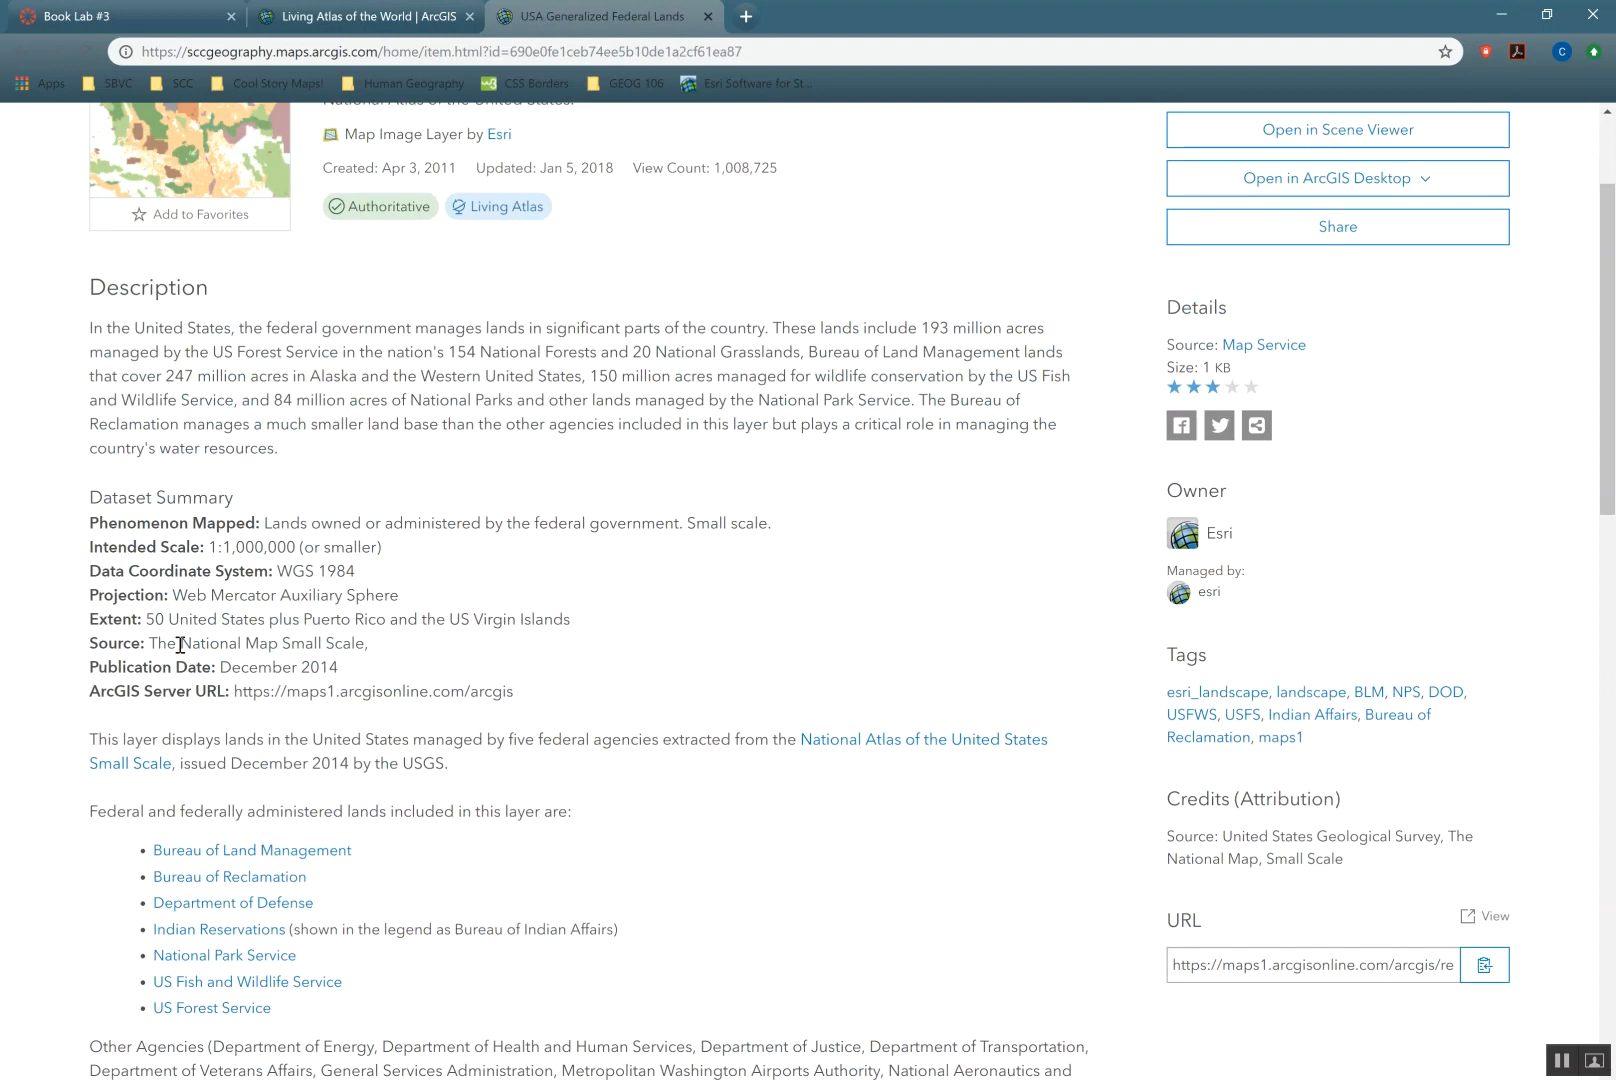 Book Lab #3
Living Atlas of the World | ArcGIS
USA Generalized Federal Lands
https://sccgeography.maps.arcgis.com/home/item.html?id=690e0fe1ceb74ee5b10de1a2cf61ea87
Apps SBVC SCC Cool Story Maps! Human Geography CSS Borders GEOG 106 Esri Software for St...
National Atlas of the United States.
Map Image Layer by Esri
Created: Apr 3, 2011 Updated: Jan 5, 2018 View Count: 1,008,725
Authoritative Living Atlas
Add to Favorites
Description
In the United States, the federal government manages lands in significant parts of the country. These lands include 193 million acres
managed by the US Forest Service in the nation's 154 National Forests and 20 National Grasslands, Bureau of Land Management lands
that cover 247 million acres in Alaska and the Western United States, 150 million acres managed for wildlife conservation by the US Fish
and Wildlife Service, and 84 million acres of National Parks and other lands managed by the National Park Service. The Bureau of
Reclamation manages a much smaller land base than the other agencies included in this layer but plays a critical role in managing the
country's water resources.
Dataset Summary
Phenomenon Mapped: Lands owned or administered by the federal government. Small scale.
Intended Scale: 1:1,000,000 (or smaller)
Data Coordinate System: WGS 1984
Projection: Web Mercator Auxiliary Sphere
Extent: 50 United States plus Puerto Rico and the US Virgin Islands
Source: The National Map Small Scale,
Publication Date: December 2014
ArcGIS Server URL: https://maps1.arcgisonline.com/arcgis
This layer displays lands in the United States managed by five federal agencies extracted from the National Atlas of the United States
Small Scale, issued December 2014 by the USGS.
Federal and federally administered lands included in this layer are:
• Bureau of Land Management
• Bureau of Reclamation
• Department of Defense
• Indian Reservations (shown in the legend as Bureau of Indian Affairs)
• National Park Service
• US Fish and Wildlife Service
• US Forest Service
Other Agencies (Department of Energy, Department of Health and Human Services, Department of Justice, Department of Transportation,
Department of Veterans Affairs, General Services Administration, Metropolitan Washington Airports Authority, National Aeronautics and
Open in Scene Viewer
Open in ArcGIS Desktop
Share
Details
Source: Map Service
Size: 1 KB
Owner
Esri
Managed by:
esri
Tags
esri_landscape, landscape, BLM, NPS, DOD,
USFWS, USFS, Indian Affairs, Bureau of
Reclamation, maps1
Credits (Attribution)
Source: United States Geological Survey, The
National Map, Small Scale
URL
View
https://maps1.arcgisonline.com/arcgis/re